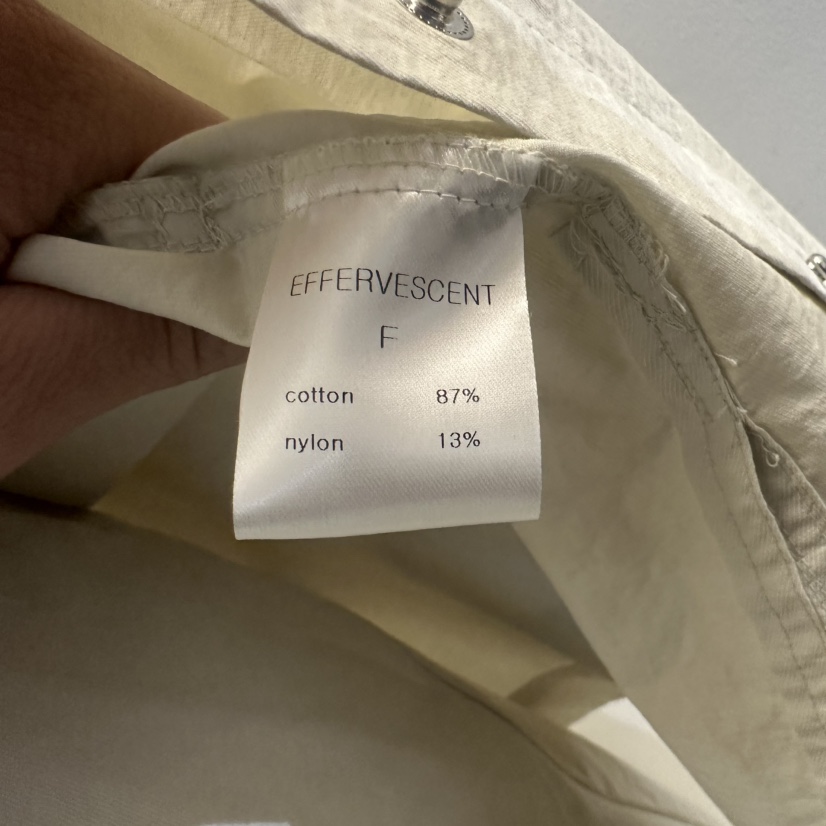 EFFERVESCENT
F
cotton 87%
nylon 13%